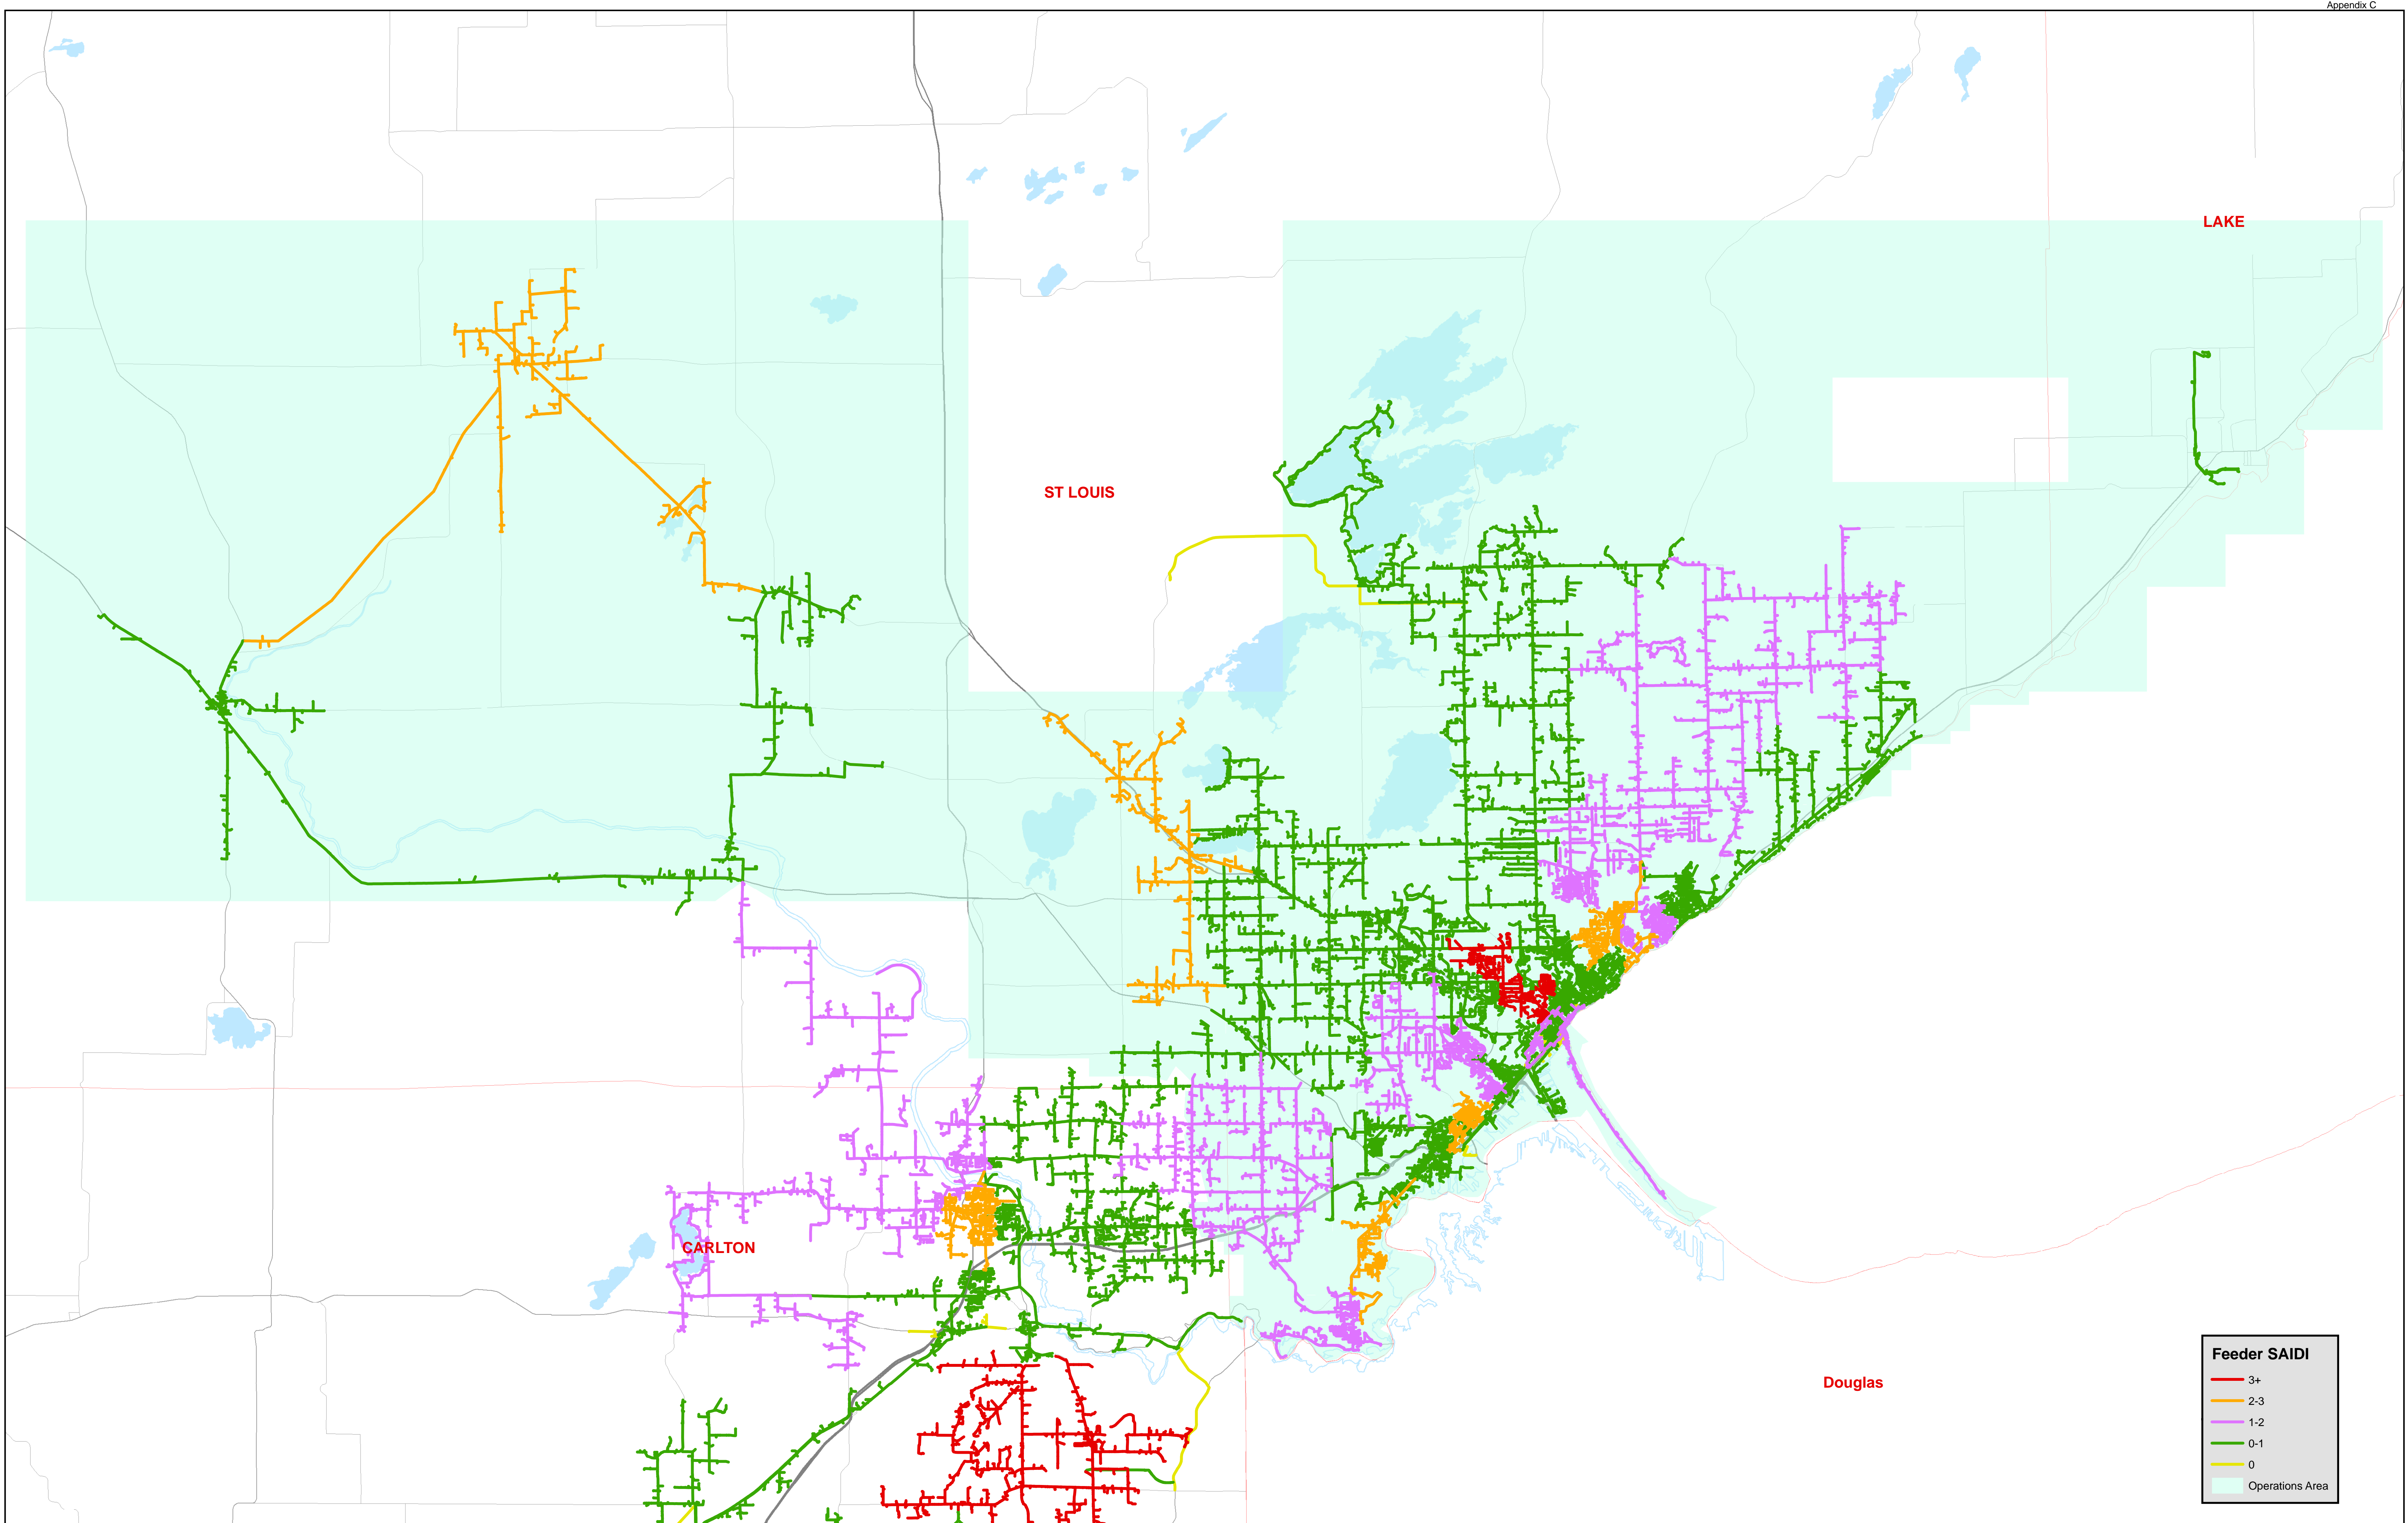 Appendix C
LAKE
ST LOUIS
CARLTON
Douglas
Feeder SAIDI
3+
2-3
1-2
0-1
0
Operations Area